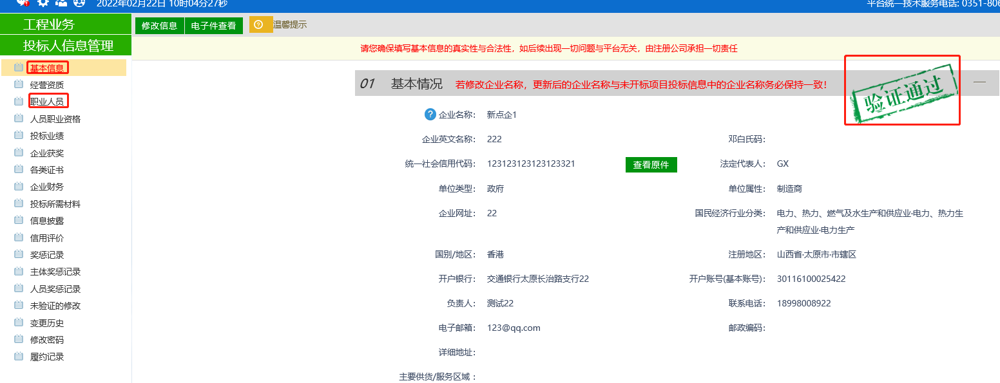 2022年02月22日 10时04分27秒
平台统一技术服务电话: 0351-806
工程业务
投标人信息管理
基本信息
经营资质
职业人员
人员职业资格
投标业绩
企业获奖
各类证书
企业财务
投标所需材料
信息披露
信用评价
奖惩记录
主体奖惩记录
人员奖惩记录
未验证的修改
变更历史
修改密码
履约记录
修改信息 电子件查看 温馨提示
请您确保填写基本信息的真实性与合法性，如后续出现一切问题与平台无关，由注册公司承担一切责任
01 基本情况 若修改企业名称，更新后的企业名称与未开标项目投标信息中的企业名称务必保持一致！
验证通过
企业名称： 新点企1
企业英文名称： 222 邓白氏码：
统一社会信用代码： 123123123123123321 查看原件 法定代表人： GX
单位类型： 政府 单位属性： 制造商
企业网址： 22 国民经济行业分类： 电力、热力、燃气及水生产和供应业·电力、热力生
产和供应业·电力生产
国别/地区： 香港 注册地区： 山西省·太原市·市辖区
开户银行： 交通银行太原长治路支行22 开户账号(基本账号)： 30116100025422
负责人： 测试22 联系电话： 18998008922
电子邮箱： 123@qq.com 邮政编码：
详细地址：
主要供货/服务区域：